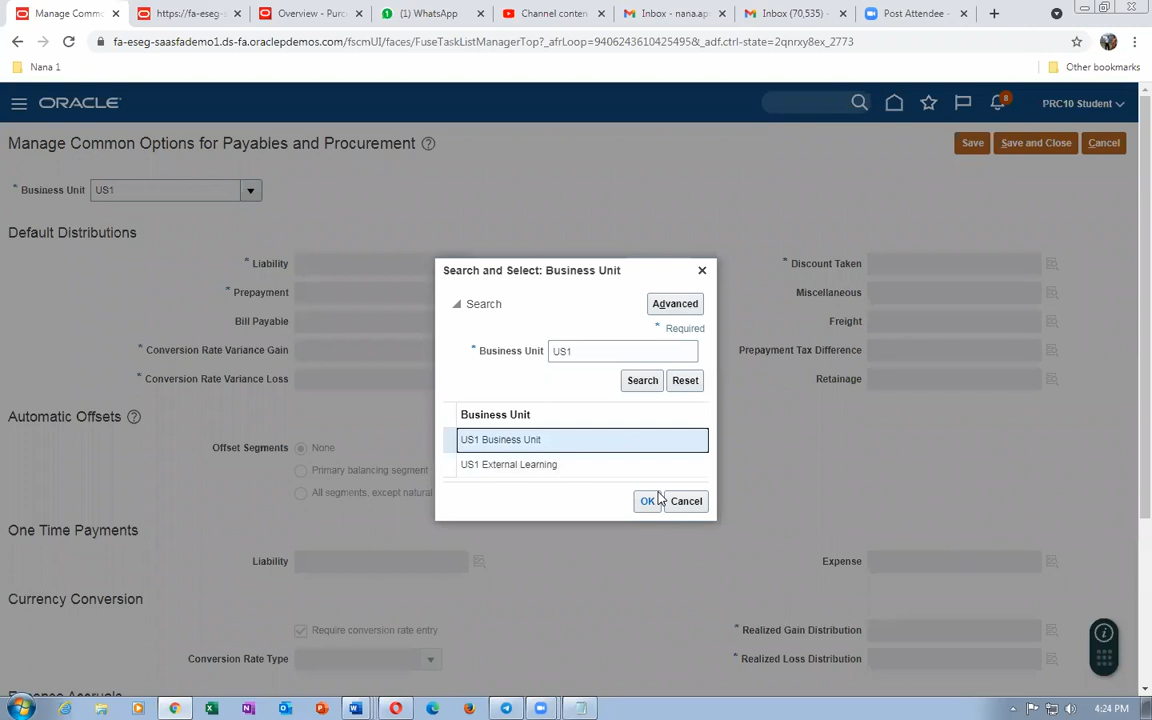 Manage Commo
https://fa-eseg-s
Overview - Purc
(1) WhatsApp
Channel conten
Inbox - nana.ap
Inbox (70,535)
Post Attendee -
fa-eseg-saasfademo1.ds-fa.oraclepdemos.com/fscmUI/faces/FuseTaskListManagerTop?_afrLoop=9406243610425495&_adf.ctrl-state=2qnrxy8ex_2773
Nana 1
Other bookmarks
ORACLE
8
PRC10 Student
Manage Common Options for Payables and Procurement
Save
Save and Close
Cancel
* Business Unit US1
Default Distributions
* Liability
* Discount Taken
* Prepayment
Miscellaneous
Bill Payable
Freight
* Conversion Rate Variance Gain
Prepayment Tax Difference
* Conversion Rate Variance Loss
Retainage
Automatic Offsets
Offset Segments
None
Primary balancing segment
All segments, except natural
One Time Payments
Liability
Expense
Currency Conversion
Require conversion rate entry
* Realized Gain Distribution
Conversion Rate Type
* Realized Loss Distribution
Search and Select: Business Unit
Search
Advanced
* Required
* Business Unit US1
Search
Reset
Business Unit
US1 Business Unit
US1 External Learning
OK
Cancel
4:24 PM